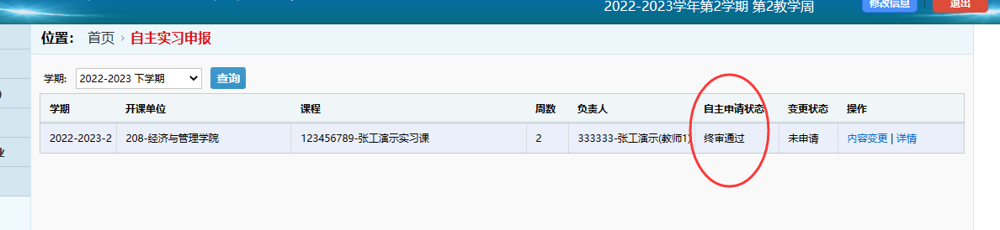 2022-2023学年第2学期 第2教学周
修改信息
退出
位置： 首页 › 自主实习申报
学期: 2022-2023 下学期 查询
学期 开课单位 课程 周数 负责人 自主申请状态 变更状态 操作
2022-2023-2 208-经济与管理学院 123456789-张工演示实习课 2 333333-张工演示(教师1) 终审通过 未申请 内容变更 | 详情